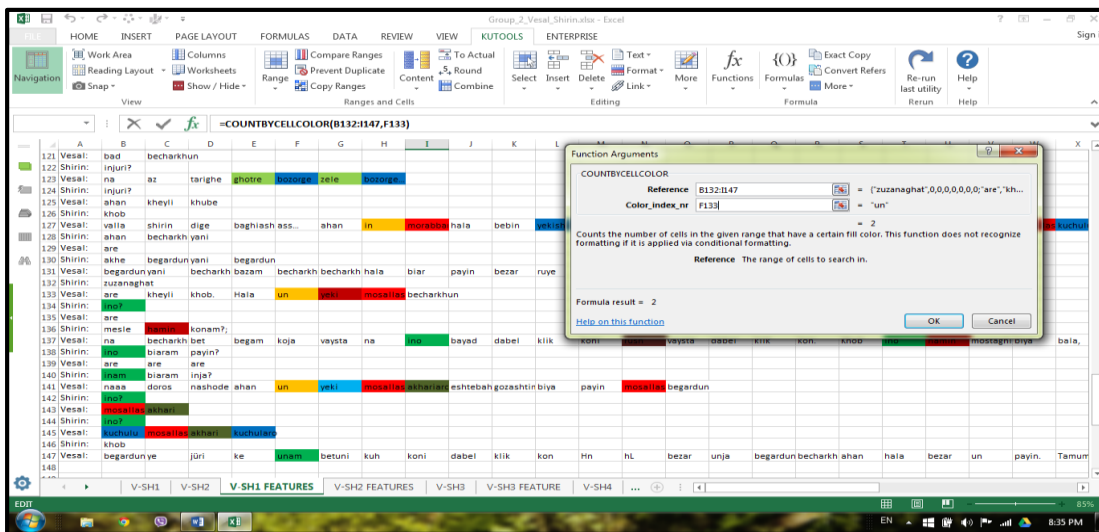 Group_2_Vesal_Shirin.xlsx - Excel
FILE HOME INSERT PAGE LAYOUT FORMULAS DATA REVIEW VIEW KUTOOLS ENTERPRISE Sign
Navigation
Work Area
Reading Layout
Snap
Columns
Worksheets
Show / Hide
View
Range
Compare Ranges
Prevent Duplicate
Copy Ranges
Content
To Actual
Round
Combine
Ranges and Cells
Select Insert Delete
Text
Format
Link
More
Editing
fx Functions
Formulas
Exact Copy
Convert Refers
More
Formula
Re-run last utility
Rerun
Help
Help
fx =COUNTBYCELLCOLOR(B132:I147,F133)
A B C D E F G H I J K L X
121 Vesal: bad becharkhun
122 Shirin: injuri?
123 Vesal: na az tarighe ghotre bozorge zele bozorge..
124 Shirin: injuri?
125 Vesal: ahan kheyli khube
126 Shirin: khob
127 Vesal: valla shirin dige baghiash ass... ahan in morabba hala bebin yekish kuchulu
128 Shirin: ahan becharkh yani
129 Vesal: are
130 Shirin: akhe begardun yani begardun
131 Vesal: begardun yani becharkh bazam becharkh becharkh hala biar payin bezar ruye
132 Shirin: zuzanaghat
133 Vesal: are kheyli khob. Hala un yeki mosallas becharkhun
134 Shirin: ino?
135 Vesal: are
136 Shirin: mesle hamin konam?;
137 Vesal: na becharkh bet begam koja vaysta na ino bayad dabel klik koni vaysta dabel klik kon. khob ino mostaghi biya bala,
138 Shirin: ino biaram payin?
139 Vesal: are are are
140 Shirin: inam biaram inja?
141 Vesal: naaa doros nashode ahan un yeki mosallas akhariaro eshtebah gozashtin biya payin mosallas begardun
142 Shirin: ino?
143 Vesal: mosallas akhari
144 Shirin: ino?
145 Vesal: kuchulu mosallas akhari kuchularo
146 Shirin: khob
147 Vesal: begardun ye jüri ke unam betuni kuh koni dabel klik kon Hn hL bezar unja begardun becharkh ahan hala bezar un payin. Tamum
148
Function Arguments
COUNTBYCELLCOLOR
Reference B132:I147 = {"zuzanaghat",0,0,0,0,0,0,0;"are","kh...
Color_index_nr F133 = "un"
= 2
Counts the number of cells in the given range that have a certain fill color. This function does not recognize
formatting if it is applied via conditional formatting.
Reference The range of cells to search in.
Formula result = 2
Help on this function
OK Cancel
V-SH1 V-SH2 V-SH1 FEATURES V-SH2 FEATURES V-SH3 V-SH3 FEATURE V-SH4 ...
EDIT 85%
EN 8:35 PM